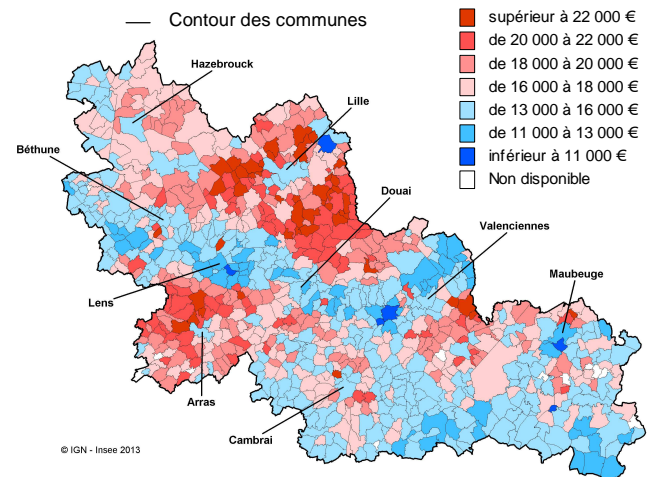 Contour des communes
supérieur à 22 000 €
de 20 000 à 22 000 €
de 18 000 à 20 000 €
de 16 000 à 18 000 €
de 13 000 à 16 000 €
de 11 000 à 13 000 €
inférieur à 11 000 €
Non disponible
Hazebrouck
Lille
Béthune
Douai
Valenciennes
Maubeuge
Lens
Arras
Cambrai
© IGN - Insee 2013